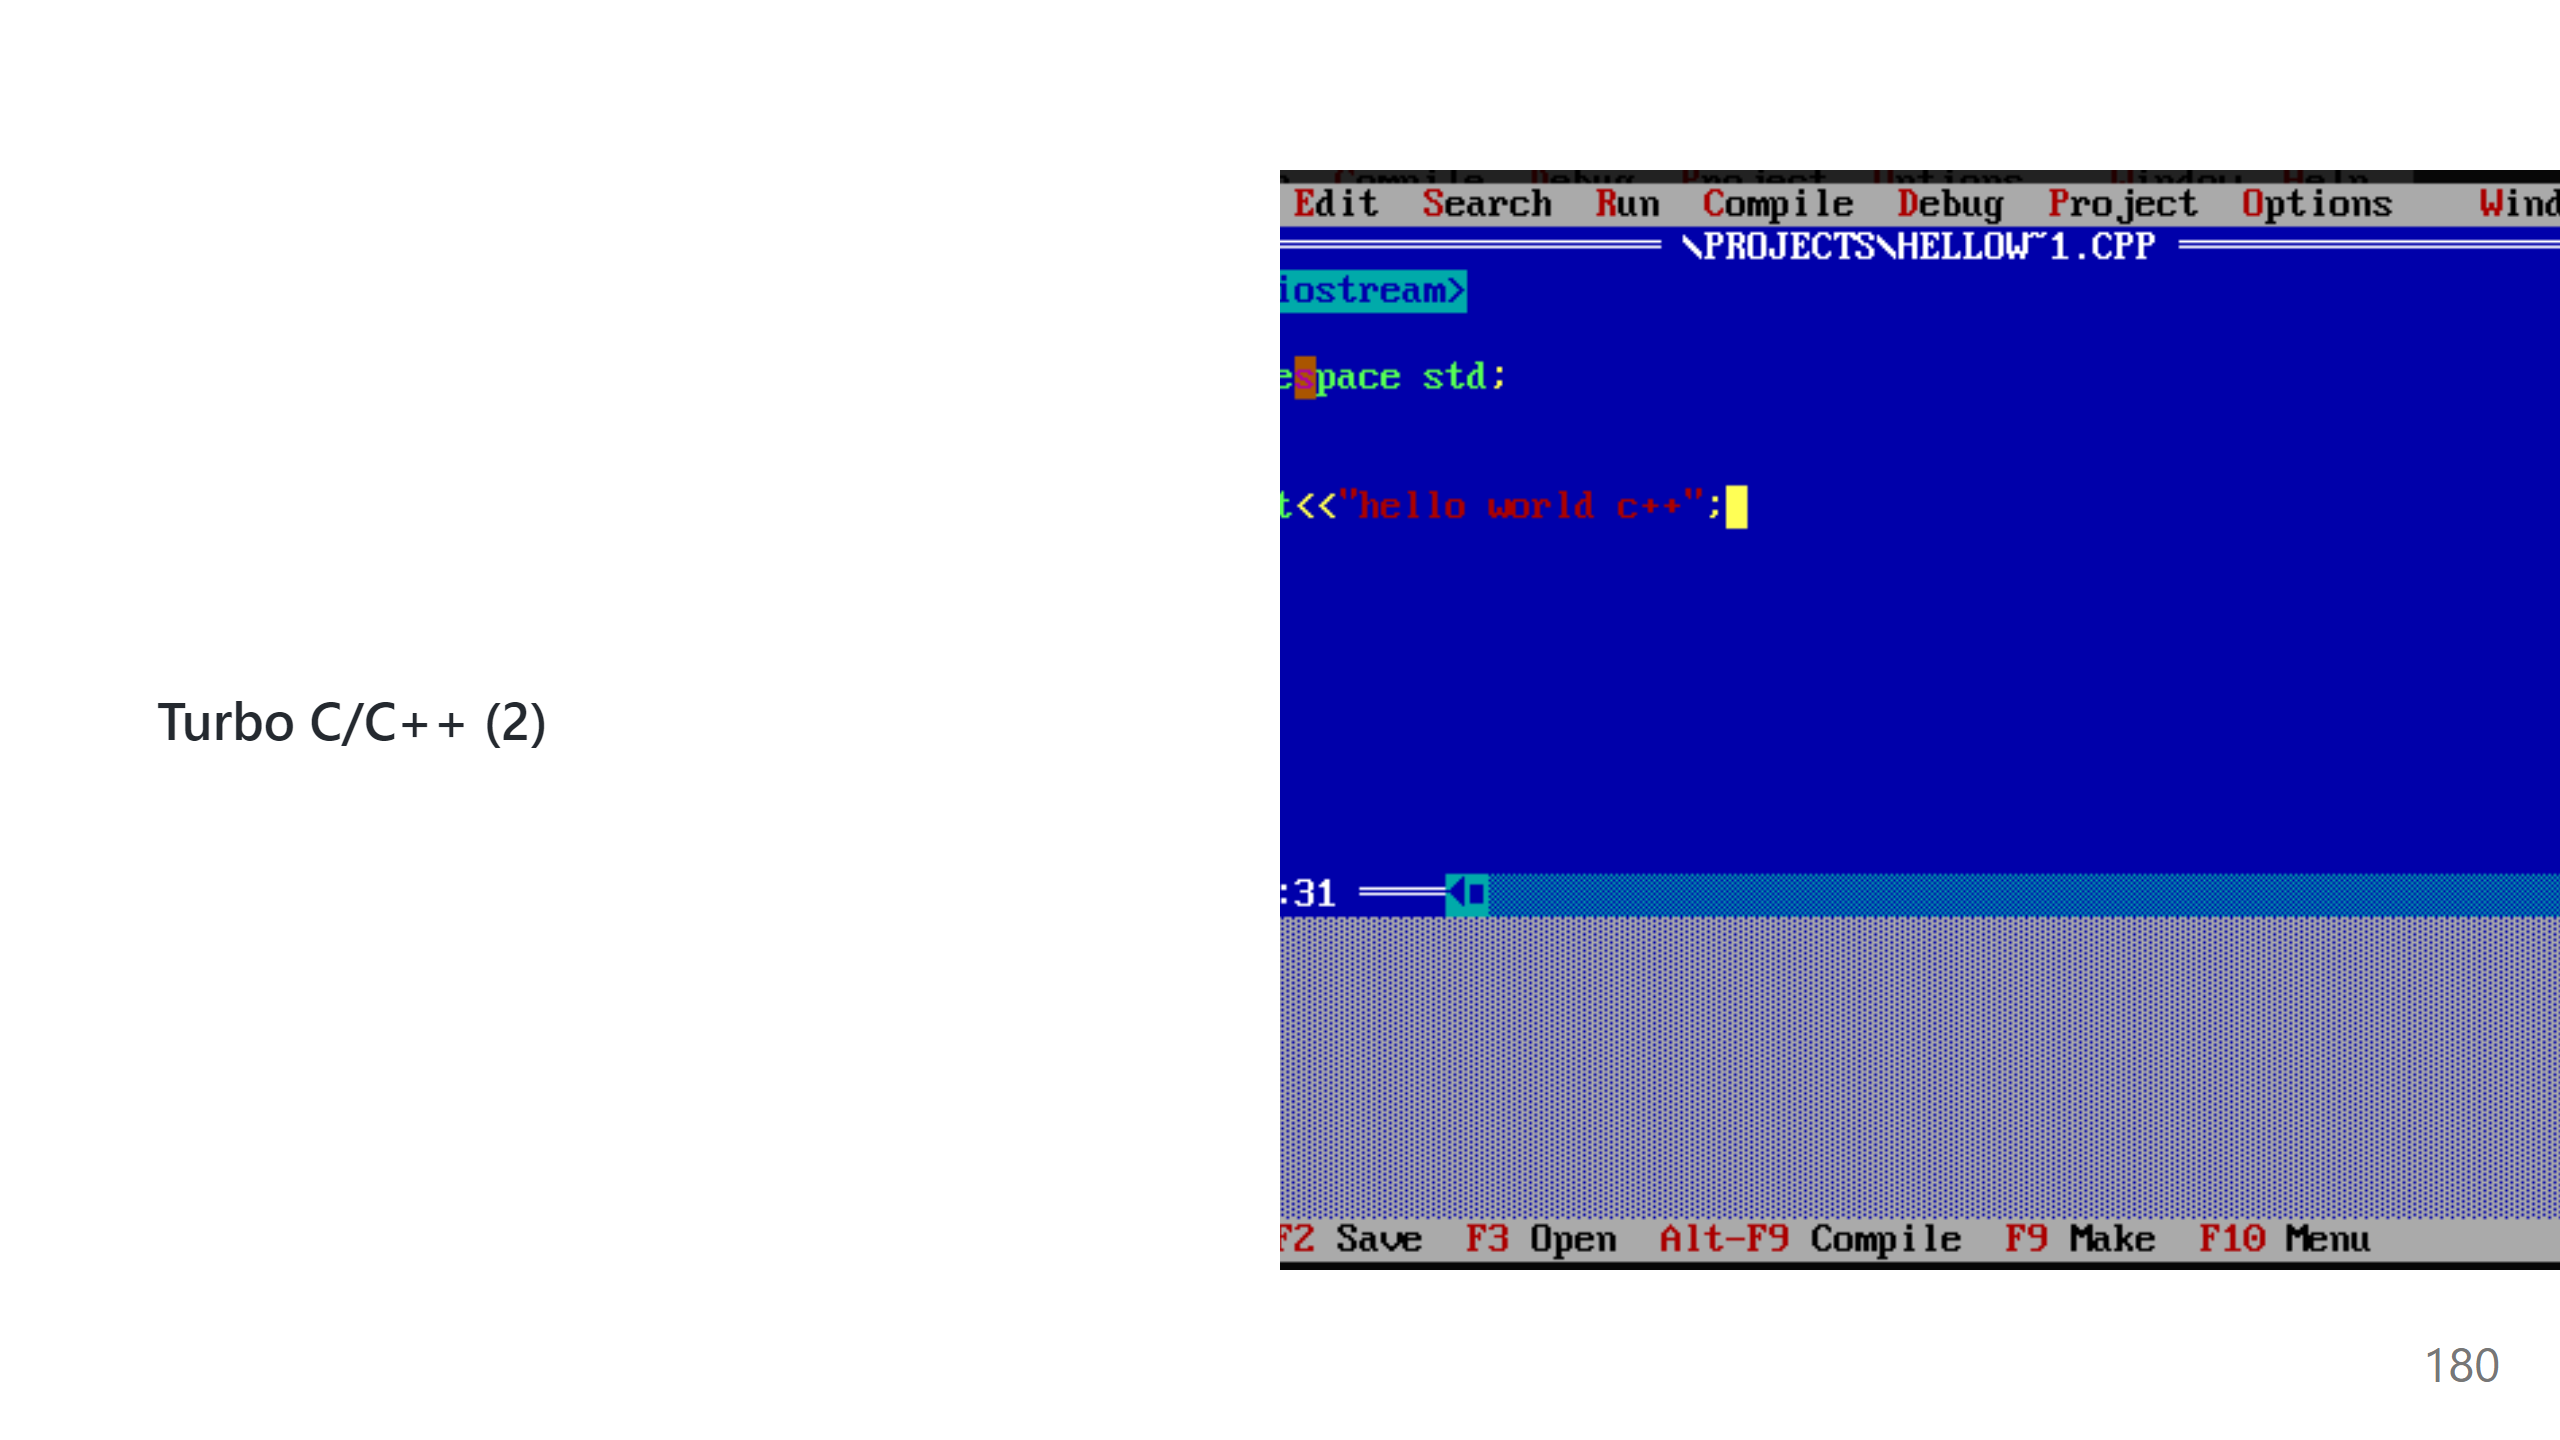 Turbo C/C++ (2)
Edit Search Run Compile Debug Project Options Wind
\PROJECTS\HELLOW~1.CPP
iostream>
espace std;
t<<"hello world c++";
:31
F2 Save F3 Open Alt-F9 Compile F9 Make F10 Menu
180